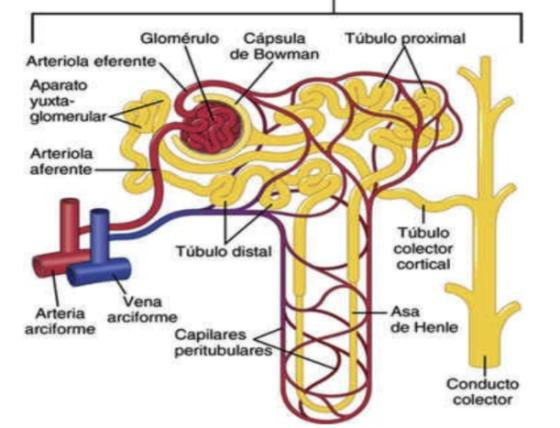 Glomérulo
Cápsula
de Bowman
Túbulo proximal
Arteriola eferente
Aparato
yuxta-
glomerular
Arteriola
aferente
Túbulo distal
Túbulo
colector
cortical
Arteria
arciforme
Vena
arciforme
Capilares
peritubulares
Asa
de Henle
Conducto
colector